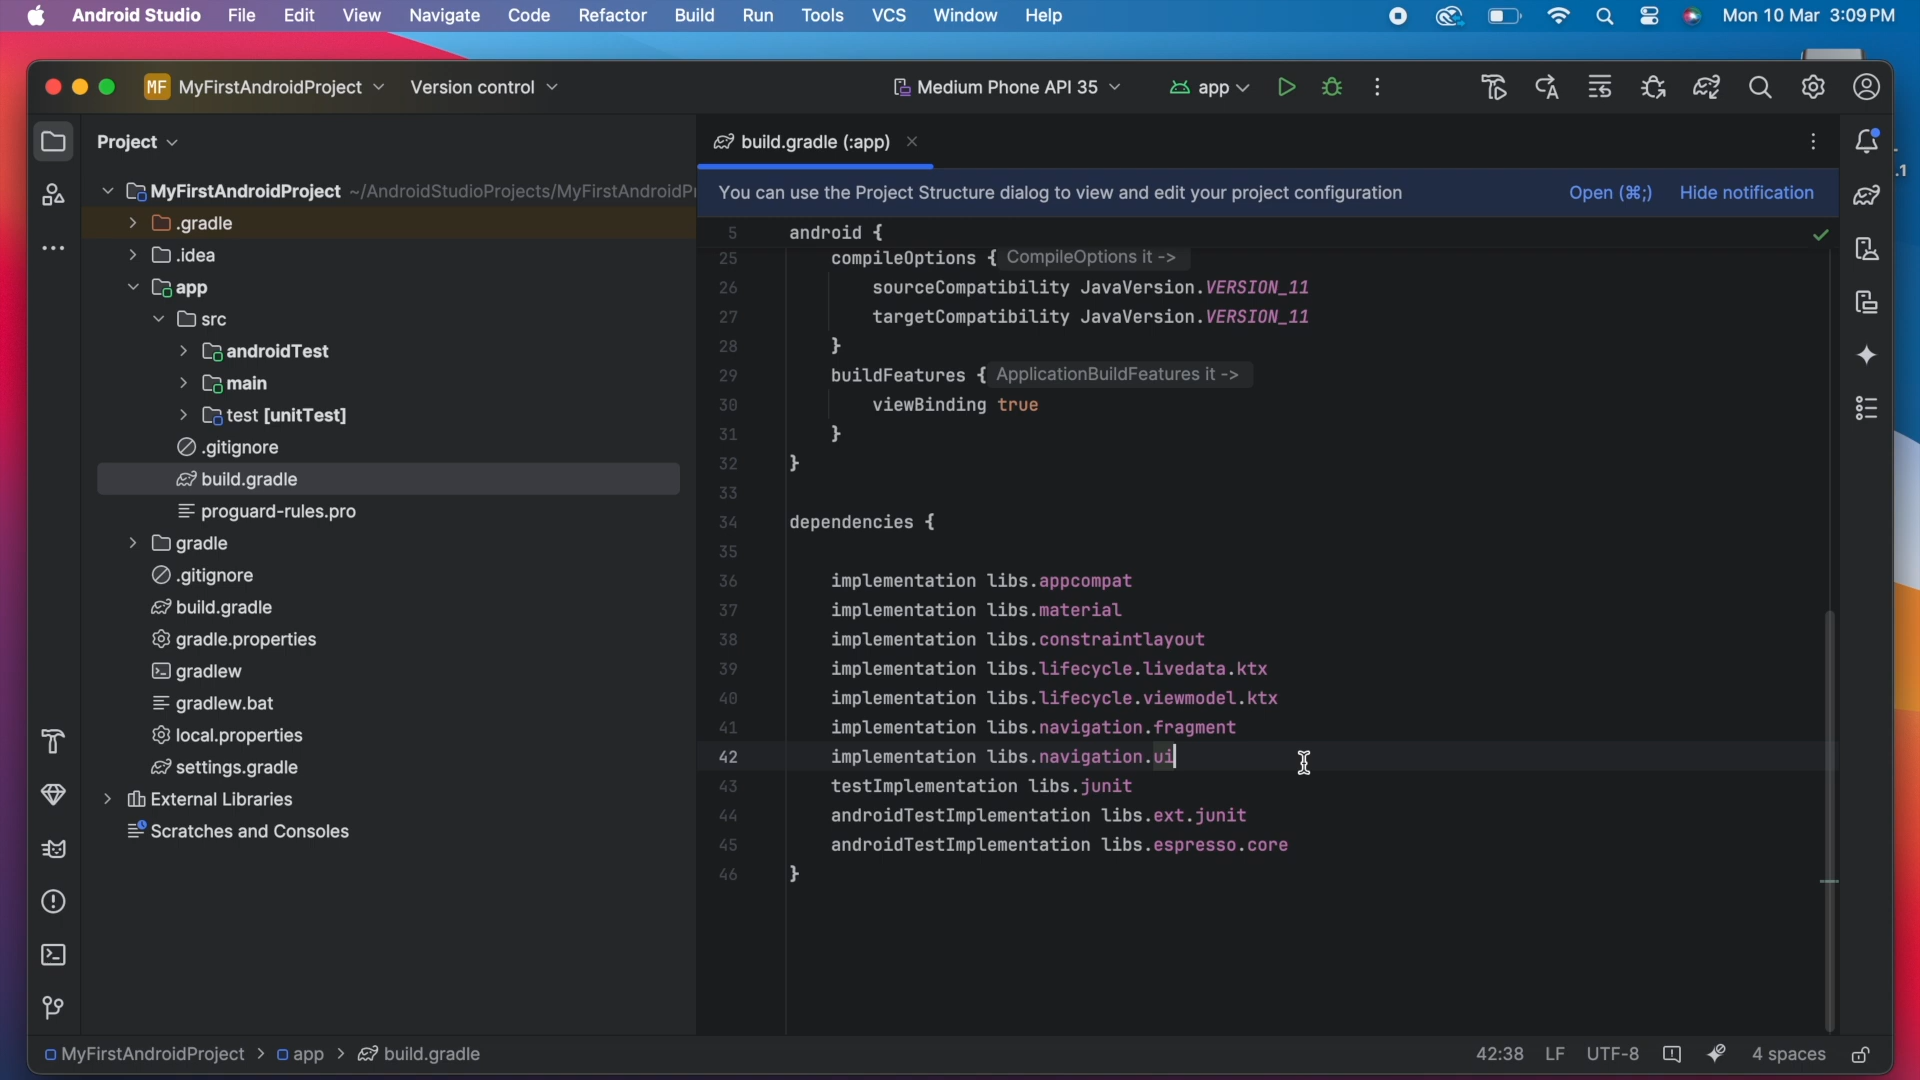 Android Studio File Edit View Navigate Code Refactor Build Run Tools VCS Window Help Mon 10 Mar 3:09 PM
MF MyFirstAndroidProject Version control Medium Phone API 35 app
Project
MyFirstAndroidProject ~/AndroidStudioProjects/MyFirstAndroidP
.gradle
.idea
app
src
androidTest
main
test [unitTest]
.gitignore
build.gradle
proguard-rules.pro
gradle
.gitignore
build.gradle
gradle.properties
gradlew
gradlew.bat
local.properties
settings.gradle
External Libraries
Scratches and Consoles
build.gradle (:app)
You can use the Project Structure dialog to view and edit your project configuration Open (⌘;) Hide notification
5 android {
25 compileOptions { CompileOptions it ->
26 sourceCompatibility JavaVersion.VERSION_11
27 targetCompatibility JavaVersion.VERSION_11
28 }
29 buildFeatures { ApplicationBuildFeatures it ->
30 viewBinding true
31 }
32 }
33
34 dependencies {
35
36 implementation libs.appcompat
37 implementation libs.material
38 implementation libs.constraintlayout
39 implementation libs.lifecycle.livedata.ktx
40 implementation libs.lifecycle.viewmodel.ktx
41 implementation libs.navigation.fragment
42 implementation libs.navigation.ui
43 testImplementation libs.junit
44 androidTestImplementation libs.ext.junit
45 androidTestImplementation libs.espresso.core
46 }
.1
MyFirstAndroidProject > app > build.gradle 42:38 LF UTF-8 4 spaces